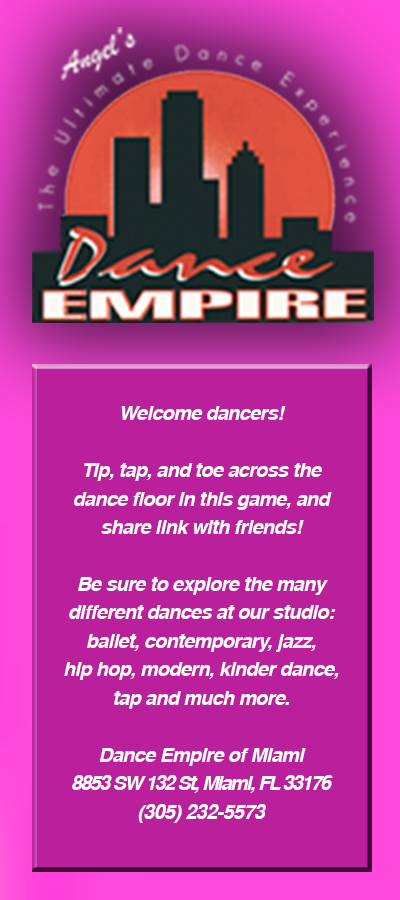 Angel's
The Ultimate Dance Experience
Dance
EMPIRE
Welcome dancers!
Tip, tap, and toe across the
dance floor in this game, and
share link with friends!
Be sure to explore the many
different dances at our studio:
ballet, contemporary, jazz,
hip hop, modern, kinder dance,
tap and much more.
Dance Empire of Miami
8853 SW 132 St, Miami, FL 33176
(305) 232-5573